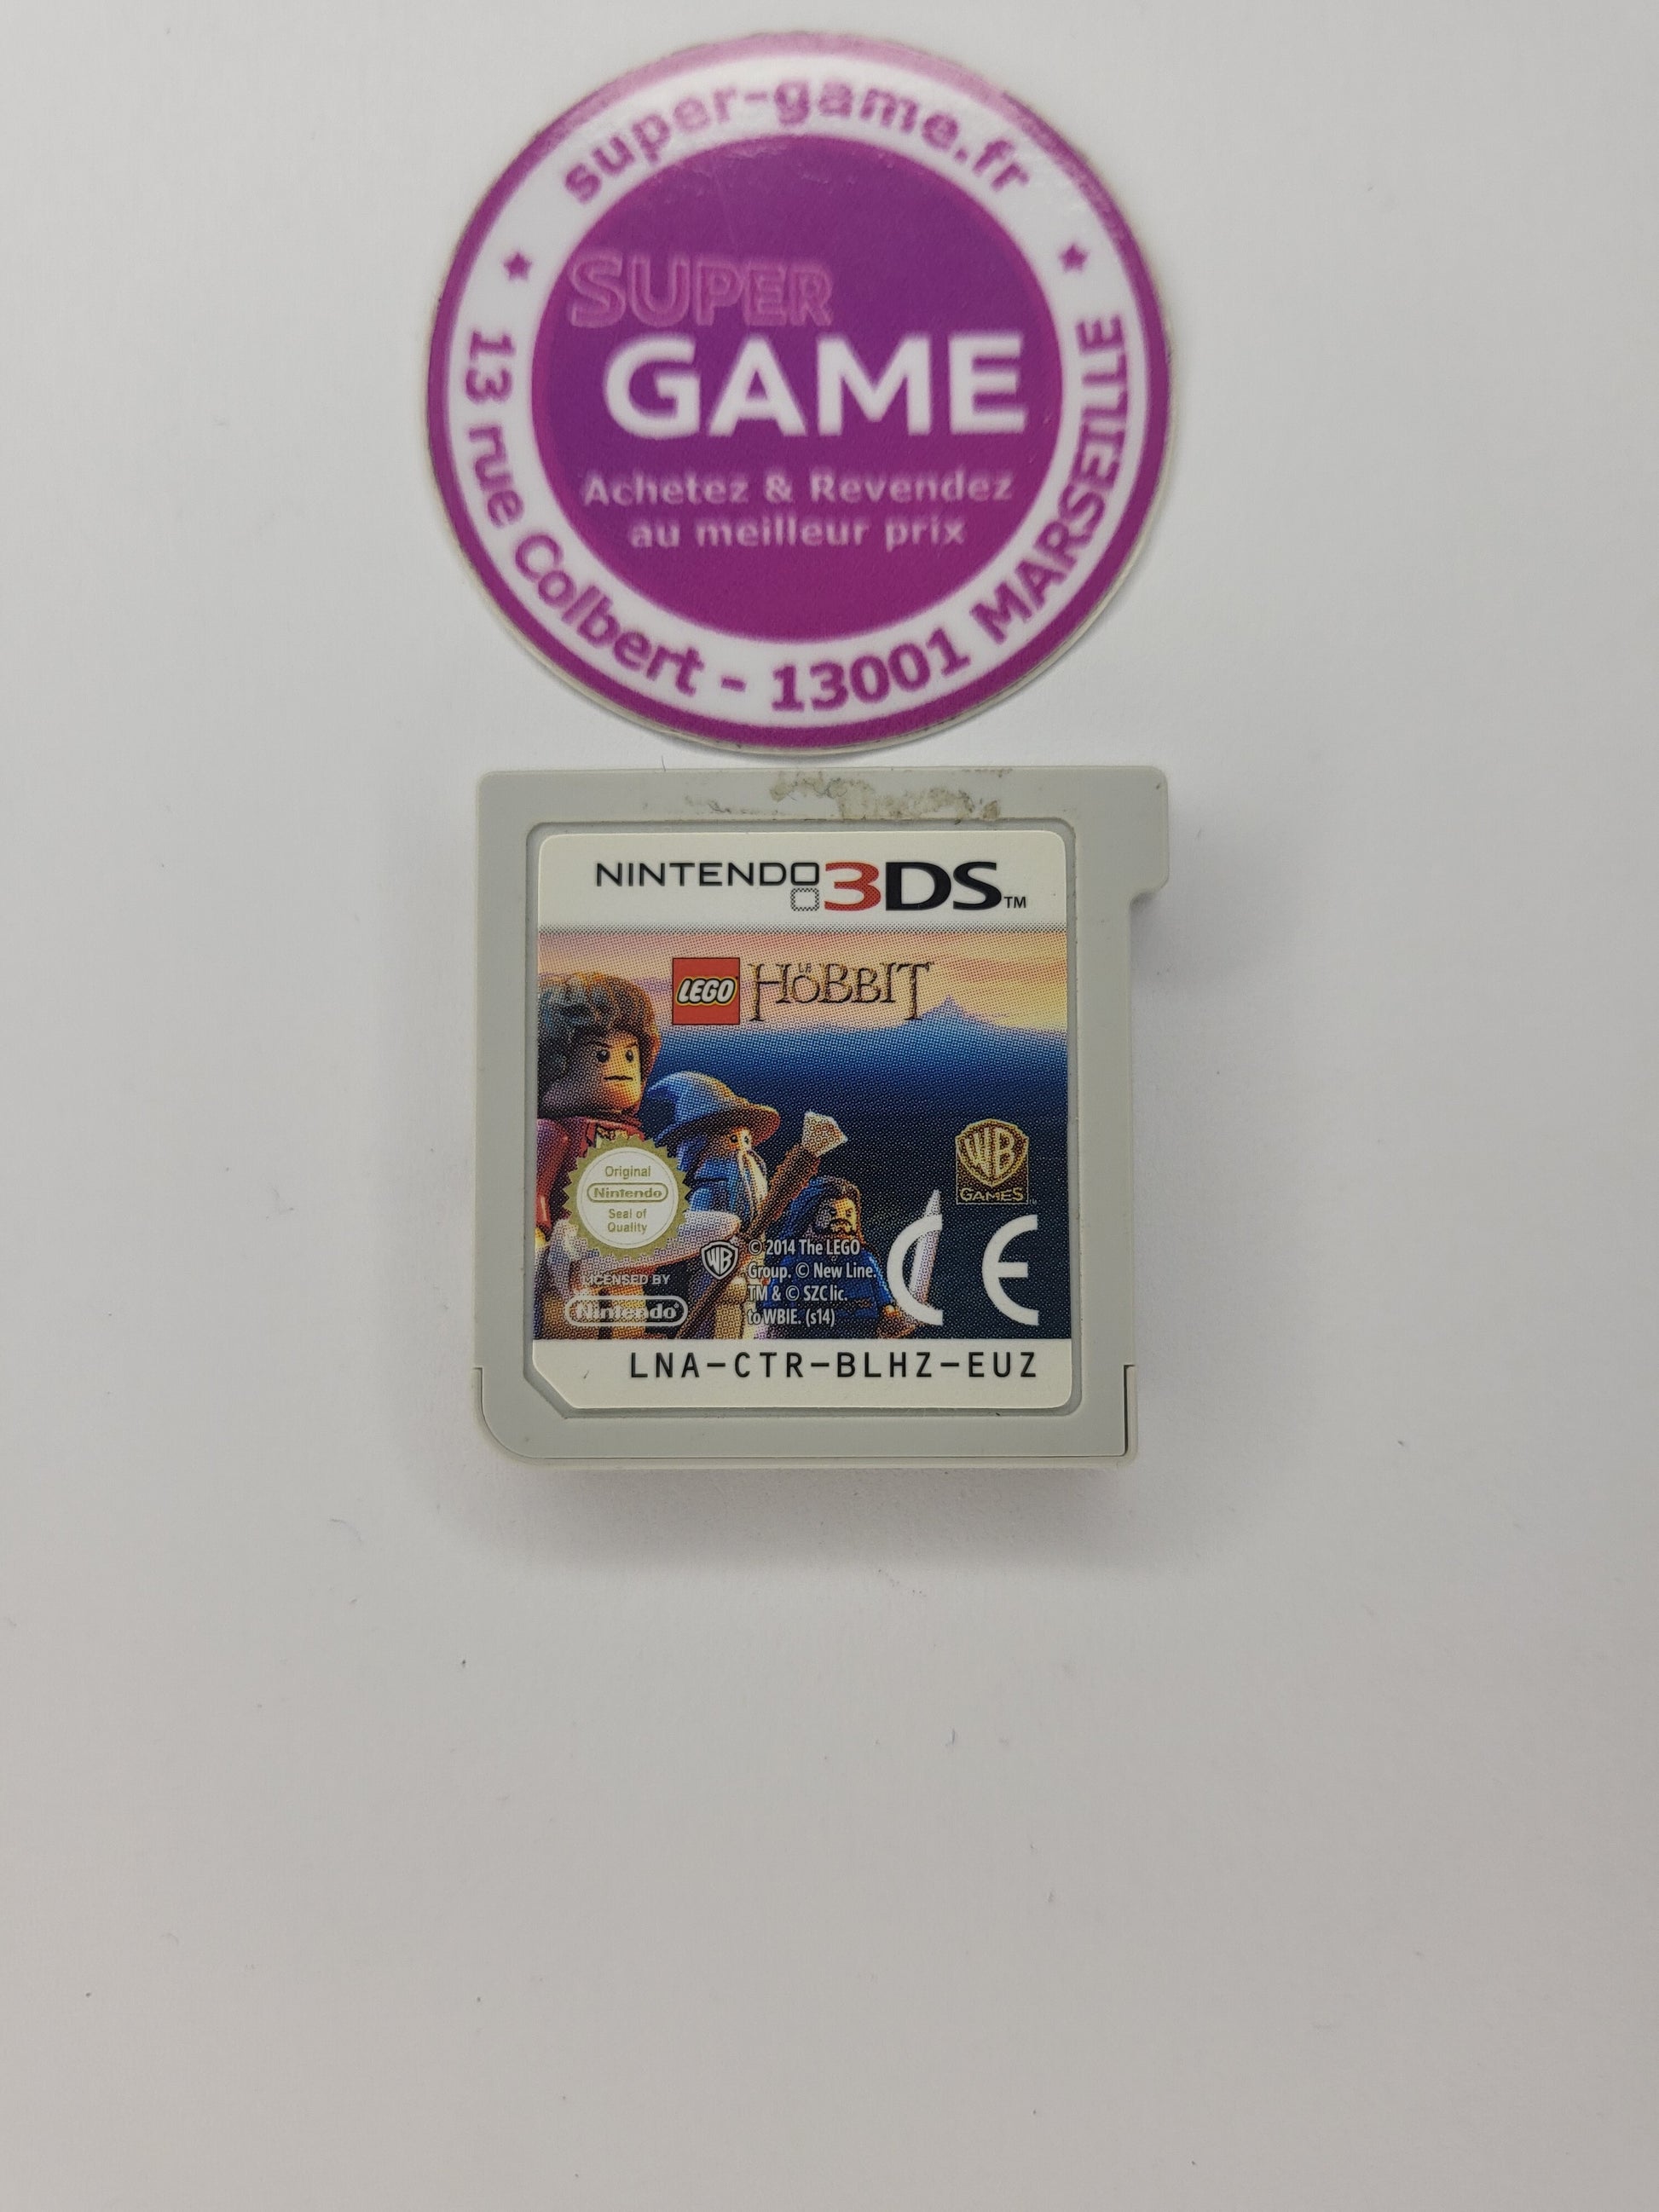 super-game.fr
SUPER
GAME
Achetez & Revendez
au meilleur prix
13 rue Colbert - 13001 MARSEILLE
NINTENDO 3DS™
LEGO LE HOBBIT
WB
GAMES
Original
Nintendo
Seal of
Quality
LICENSED BY
Nintendo
WB
© 2014 The LEGO
Group. © New Line.
TM & © SZC lic.
to WBIE. (s14)
CE
LNA-CTR-BLHZ-EUZ